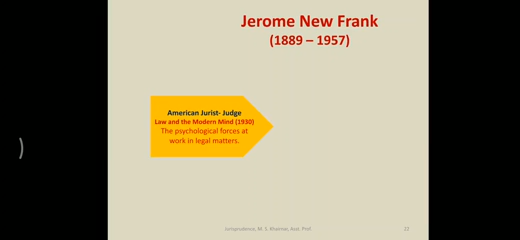 Jerome New Frank
(1889 – 1957)
American Jurist- Judge
Law and the Modern Mind (1930)
The psychological forces at
work in legal matters.
Jurisprudence, M. S. Khairnar, Asst. Prof.
12